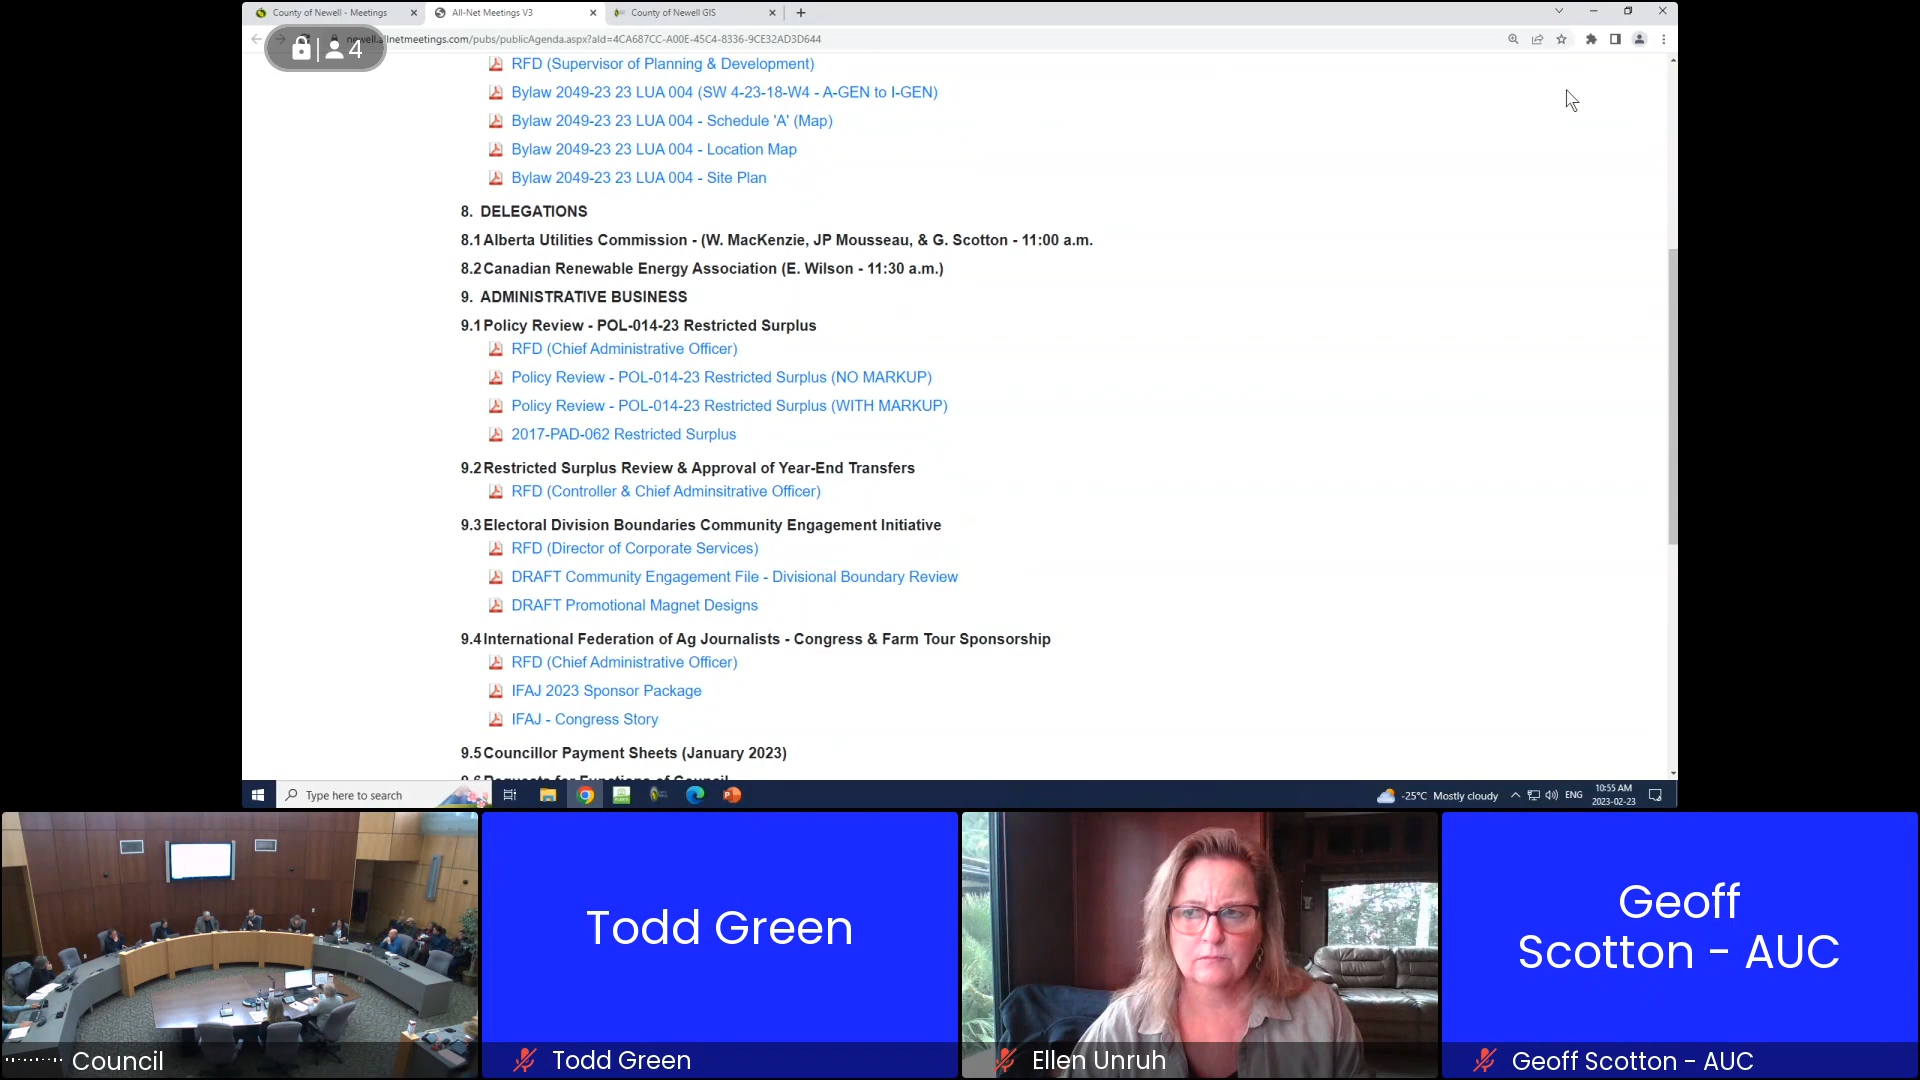 County of Newell - Meetings
All-Net Meetings V3
County of Newell GIS
4
newell.allnetmeetings.com/pubs/publicAgenda.aspx?aId=4CA687CC-A00E-45C4-8336-9CE32AD3D644
RFD (Supervisor of Planning & Development)
Bylaw 2049-23 23 LUA 004 (SW 4-23-18-W4 - A-GEN to I-GEN)
Bylaw 2049-23 23 LUA 004 - Schedule 'A' (Map)
Bylaw 2049-23 23 LUA 004 - Location Map
Bylaw 2049-23 23 LUA 004 - Site Plan
8. DELEGATIONS
8.1 Alberta Utilities Commission - (W. MacKenzie, JP Mousseau, & G. Scotton - 11:00 a.m.
8.2 Canadian Renewable Energy Association (E. Wilson - 11:30 a.m.)
9. ADMINISTRATIVE BUSINESS
9.1 Policy Review - POL-014-23 Restricted Surplus
RFD (Chief Administrative Officer)
Policy Review - POL-014-23 Restricted Surplus (NO MARKUP)
Policy Review - POL-014-23 Restricted Surplus (WITH MARKUP)
2017-PAD-062 Restricted Surplus
9.2 Restricted Surplus Review & Approval of Year-End Transfers
RFD (Controller & Chief Adminsitrative Officer)
9.3 Electoral Division Boundaries Community Engagement Initiative
RFD (Director of Corporate Services)
DRAFT Community Engagement File - Divisional Boundary Review
DRAFT Promotional Magnet Designs
9.4 International Federation of Ag Journalists - Congress & Farm Tour Sponsorship
RFD (Chief Administrative Officer)
IFAJ 2023 Sponsor Package
IFAJ - Congress Story
9.5 Councillor Payment Sheets (January 2023)
9.6 Requests for Functions of Council
Type here to search
-25°C Mostly cloudy
ENG
10:55 AM
2023-02-23
Todd Green
Geoff
Scotton - AUC
Council
Todd Green
Ellen Unruh
Geoff Scotton - AUC